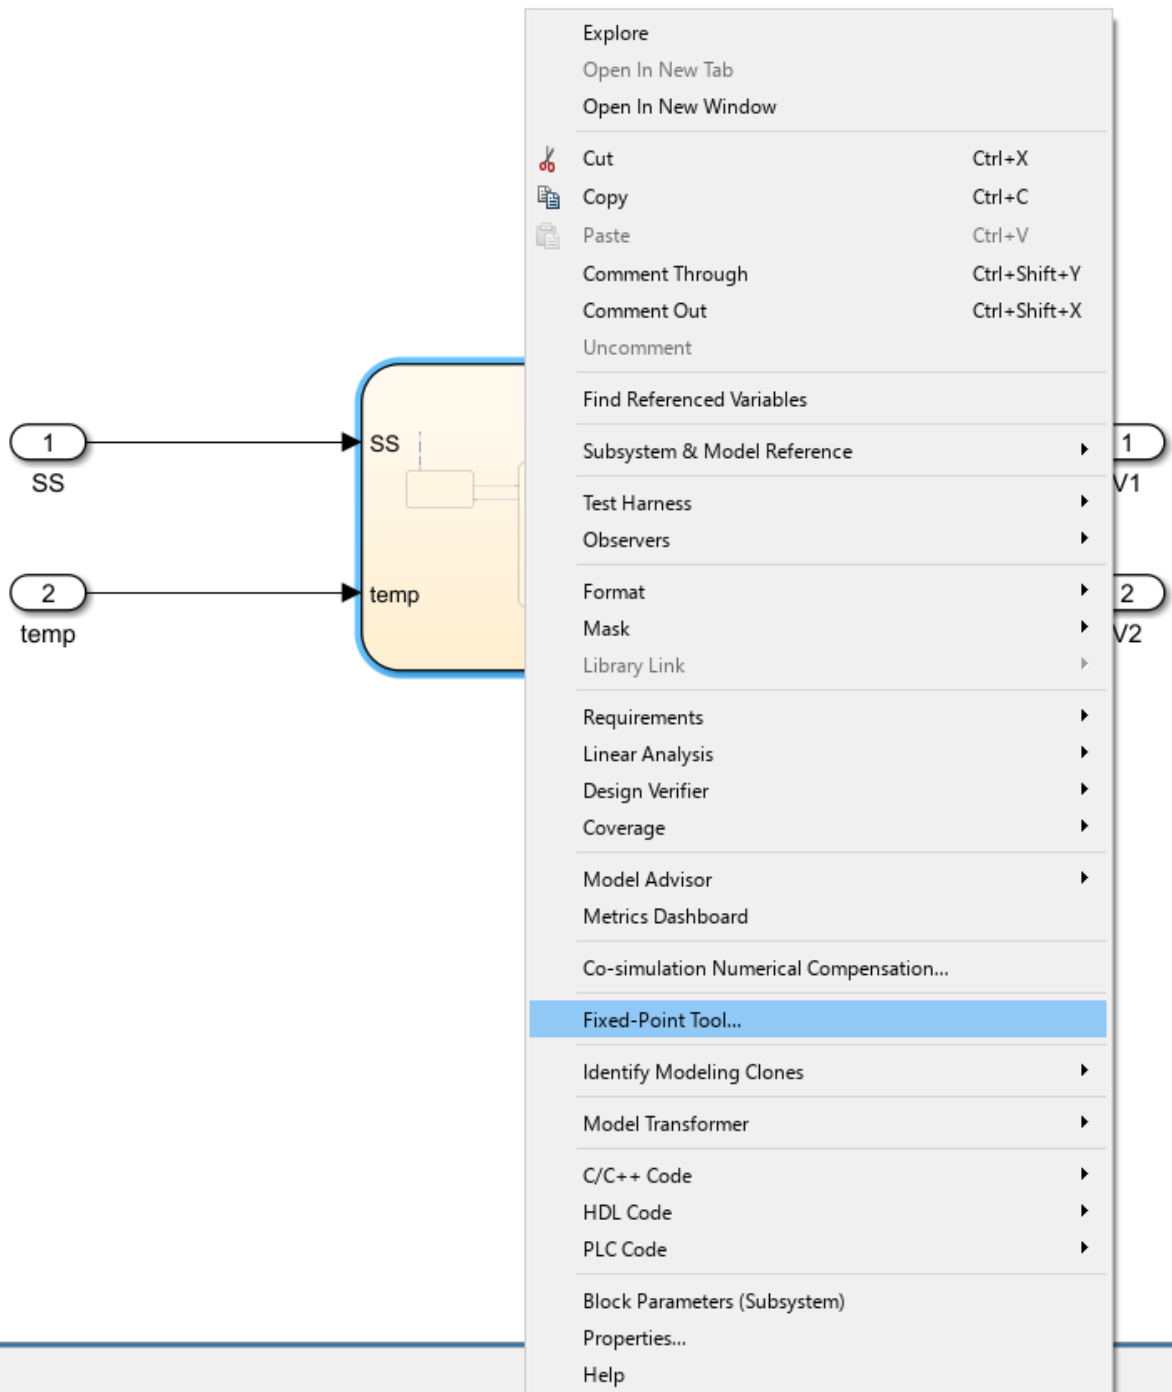 Explore
Open In New Tab
Open In New Window
Cut Ctrl+X
Copy Ctrl+C
Paste Ctrl+V
Comment Through Ctrl+Shift+Y
Comment Out Ctrl+Shift+X
Uncomment
Find Referenced Variables
Subsystem & Model Reference
Test Harness
Observers
Format
Mask
Library Link
Requirements
Linear Analysis
Design Verifier
Coverage
Model Advisor
Metrics Dashboard
Co-simulation Numerical Compensation...
Fixed-Point Tool...
Identify Modeling Clones
Model Transformer
C/C++ Code
HDL Code
PLC Code
Block Parameters (Subsystem)
Properties...
Help
1
SS
SS
2
temp
temp
1
V1
2
V2